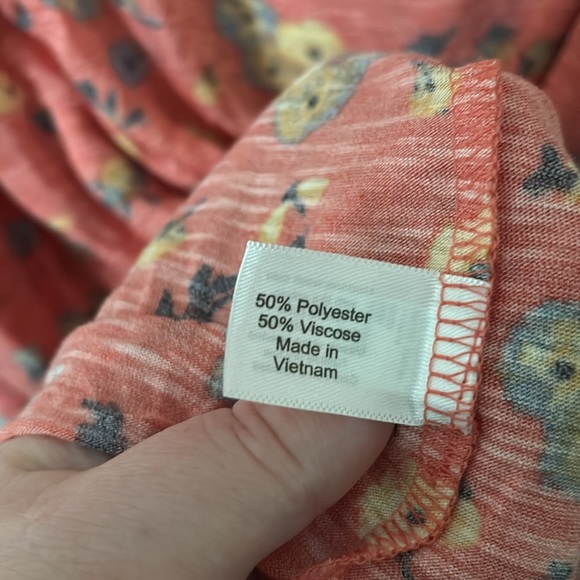 50% Polyester
50% Viscose
Made in
Vietnam